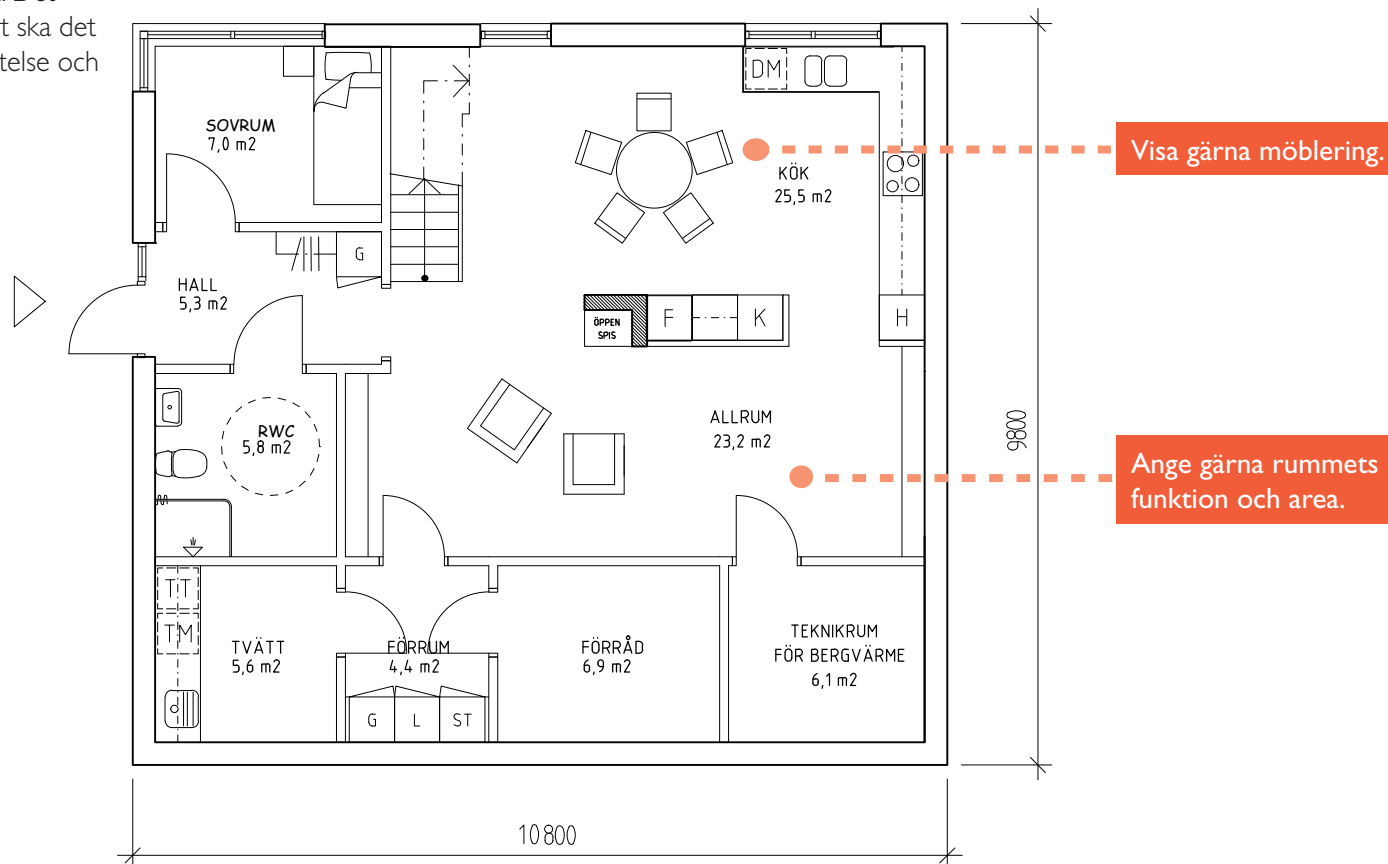 t ska det
telse och
DM
SOVRUM
7,0 m2
KÖK
25,5 m2
Visa gärna möblering.
G
HALL
5,3 m2
ÖPPEN
SPIS
F
K
H
ALLRUM
23,2 m2
RWC
5,8 m2
9800
Ange gärna rummets
funktion och area.
TT
TM
TVÄTT
5,6 m2
FÖRRUM
4,4 m2
FÖRRÅD
6,9 m2
TEKNIKRUM
FÖR BERGVÄRME
6,1 m2
G
L
ST
10800